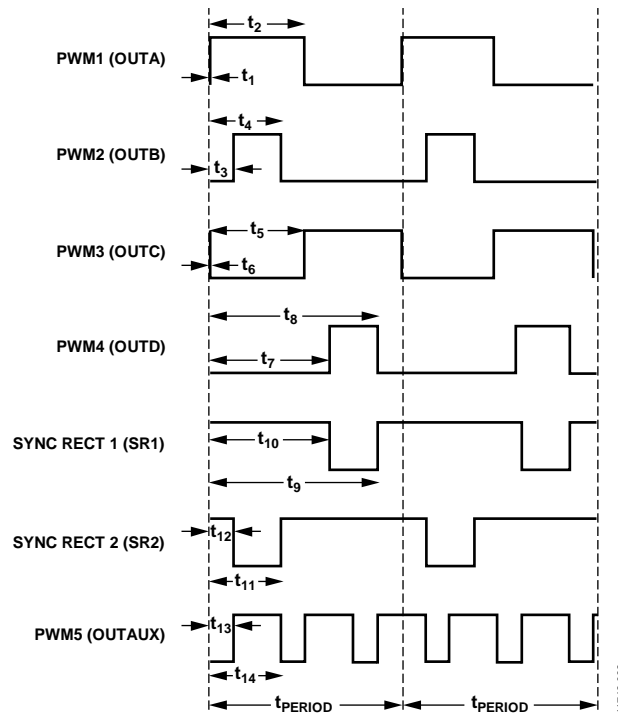 t2
PWM1 (OUTA)
t1
t4
PWM2 (OUTB)
t3
t5
PWM3 (OUTC)
t6
t8
PWM4 (OUTD)
t7
SYNC RECT 1 (SR1)
t10
t9
SYNC RECT 2 (SR2)
t12
t11
PWM5 (OUTAUX)
t13
t14
tPERIOD tPERIOD